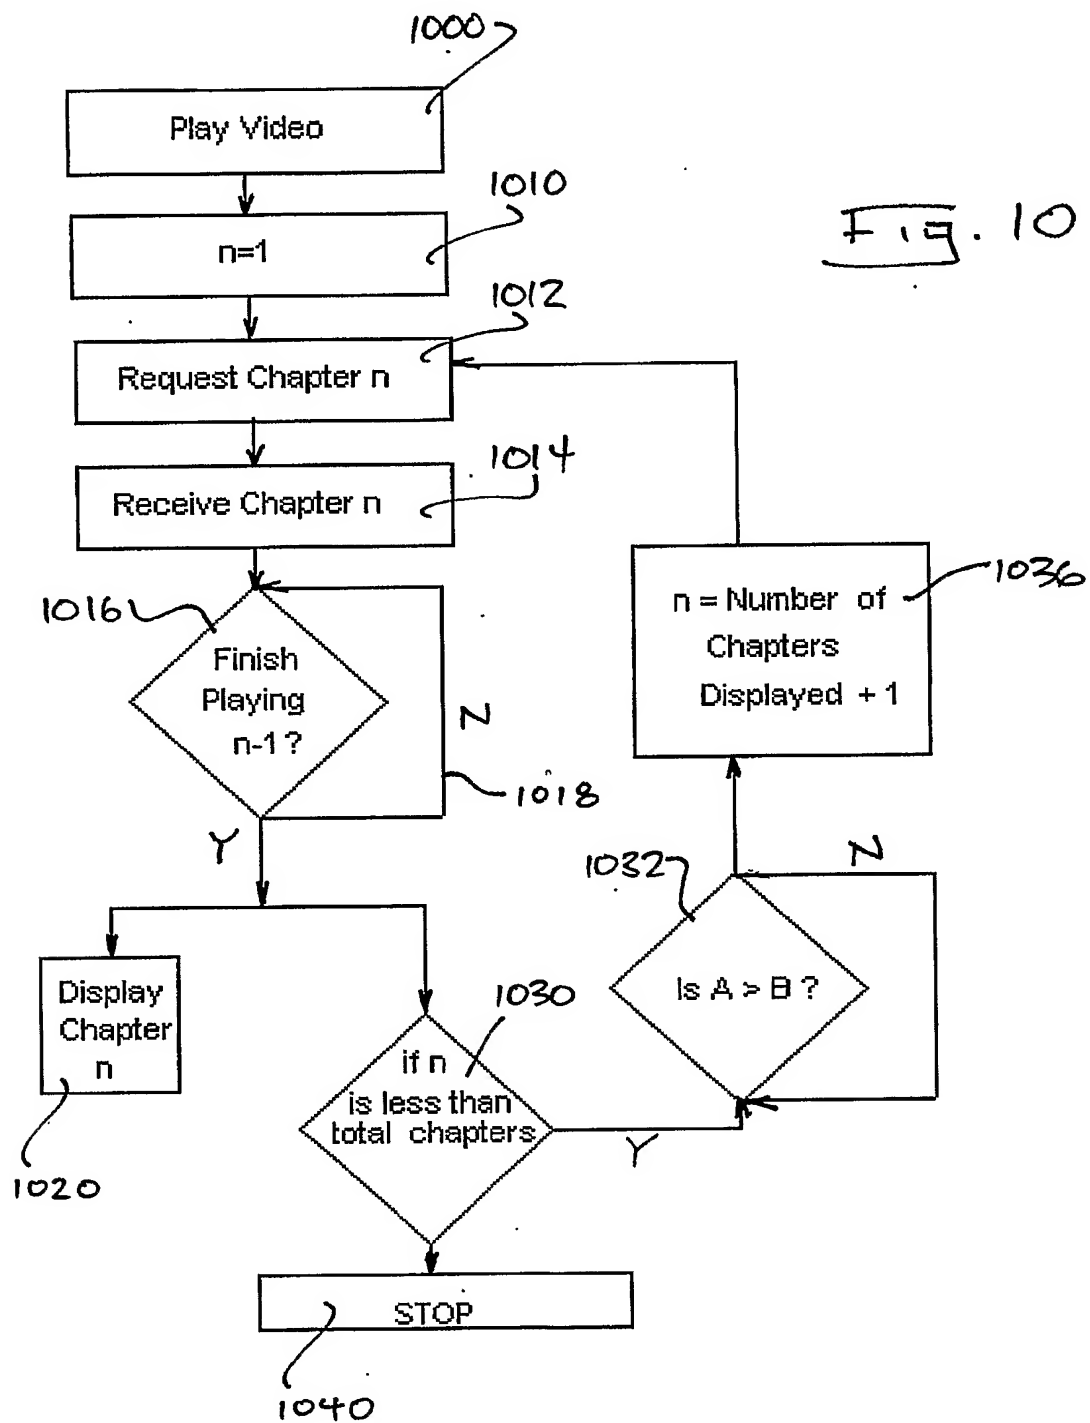 1000
Play Video
1010
Fig. 10
n=1
1012
Request Chapter n
1014
Receive Chapter n
1036
n = Number of
Chapters
Displayed + 1
1016
Finish
Playing
n-1 ?
N
1018
Y
1032
N
Is A > B ?
Display
Chapter
n
1030
if n
is less than
total chapters
Y
1020
STOP
1040